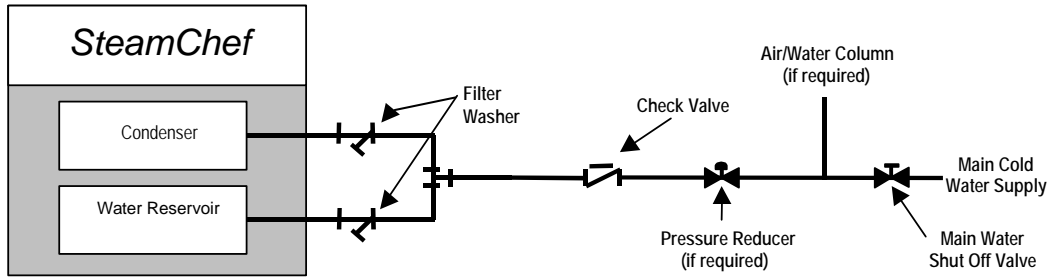 SteamChef
Air/Water Column
(if required)
Filter
Washer
Check Valve
Condenser
Main Cold
Water Supply
Water Reservoir
Pressure Reducer
(if required)
Main Water
Shut Off Valve